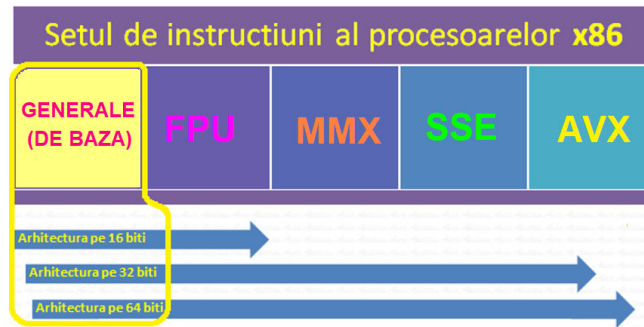 Setul de instructiuni al procesoarelor x86
GENERALE
(DE BAZA)
FPU
MMX
SSE
AVX
Arhitectura pe 16 biti
Arhitectura pe 32 biti
Arhitectura pe 64 biti